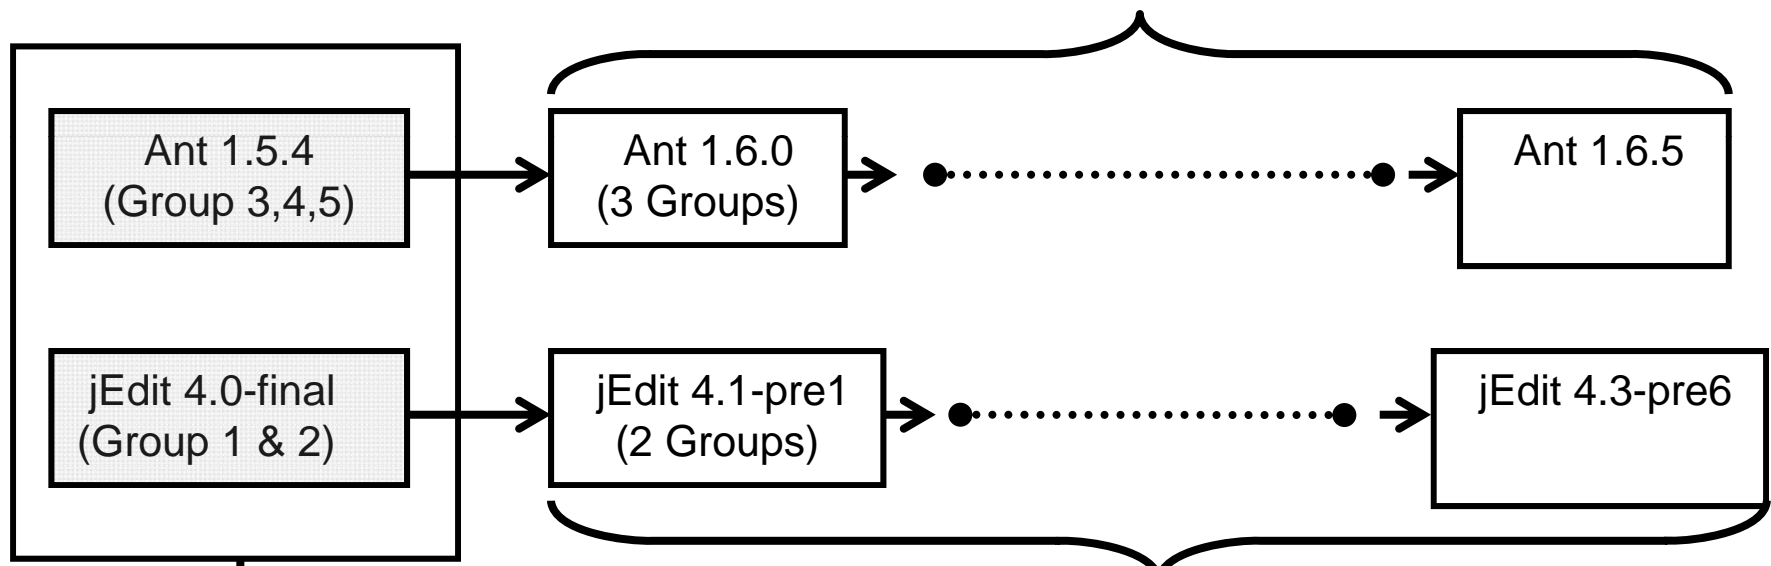 Ant 1.5.4
(Group 3,4,5)
Ant 1.6.0
(3 Groups)
Ant 1.6.5
jEdit 4.0-final
(Group 1 & 2)
jEdit 4.1-pre1
(2 Groups)
jEdit 4.3-pre6